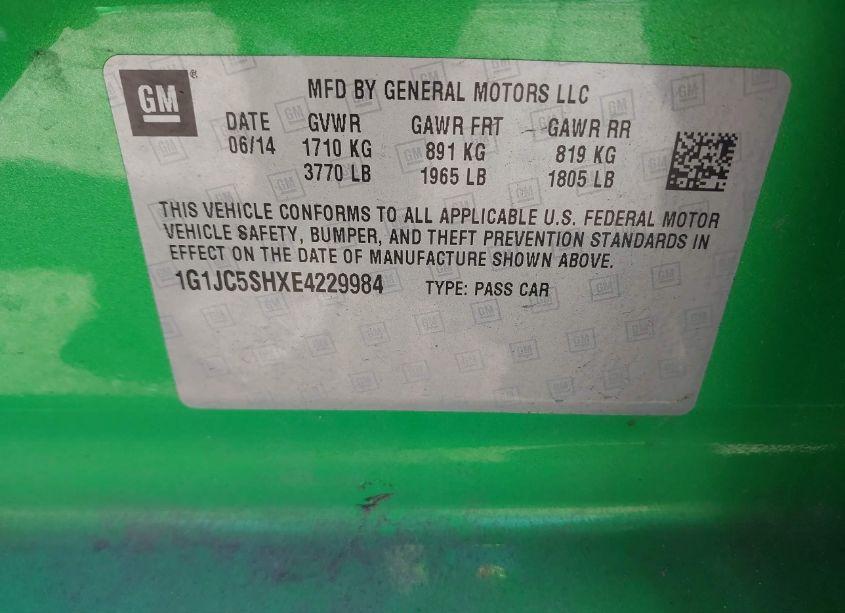 GM ®
MFD BY GENERAL MOTORS LLC
DATE GVWR GAWR FRT GAWR RR
06/14 1710 KG 891 KG 819 KG
3770 LB 1965 LB 1805 LB
THIS VEHICLE CONFORMS TO ALL APPLICABLE U.S. FEDERAL MOTOR
VEHICLE SAFETY, BUMPER, AND THEFT PREVENTION STANDARDS IN
EFFECT ON THE DATE OF MANUFACTURE SHOWN ABOVE.
1G1JC5SHXE4229984 TYPE: PASS CAR